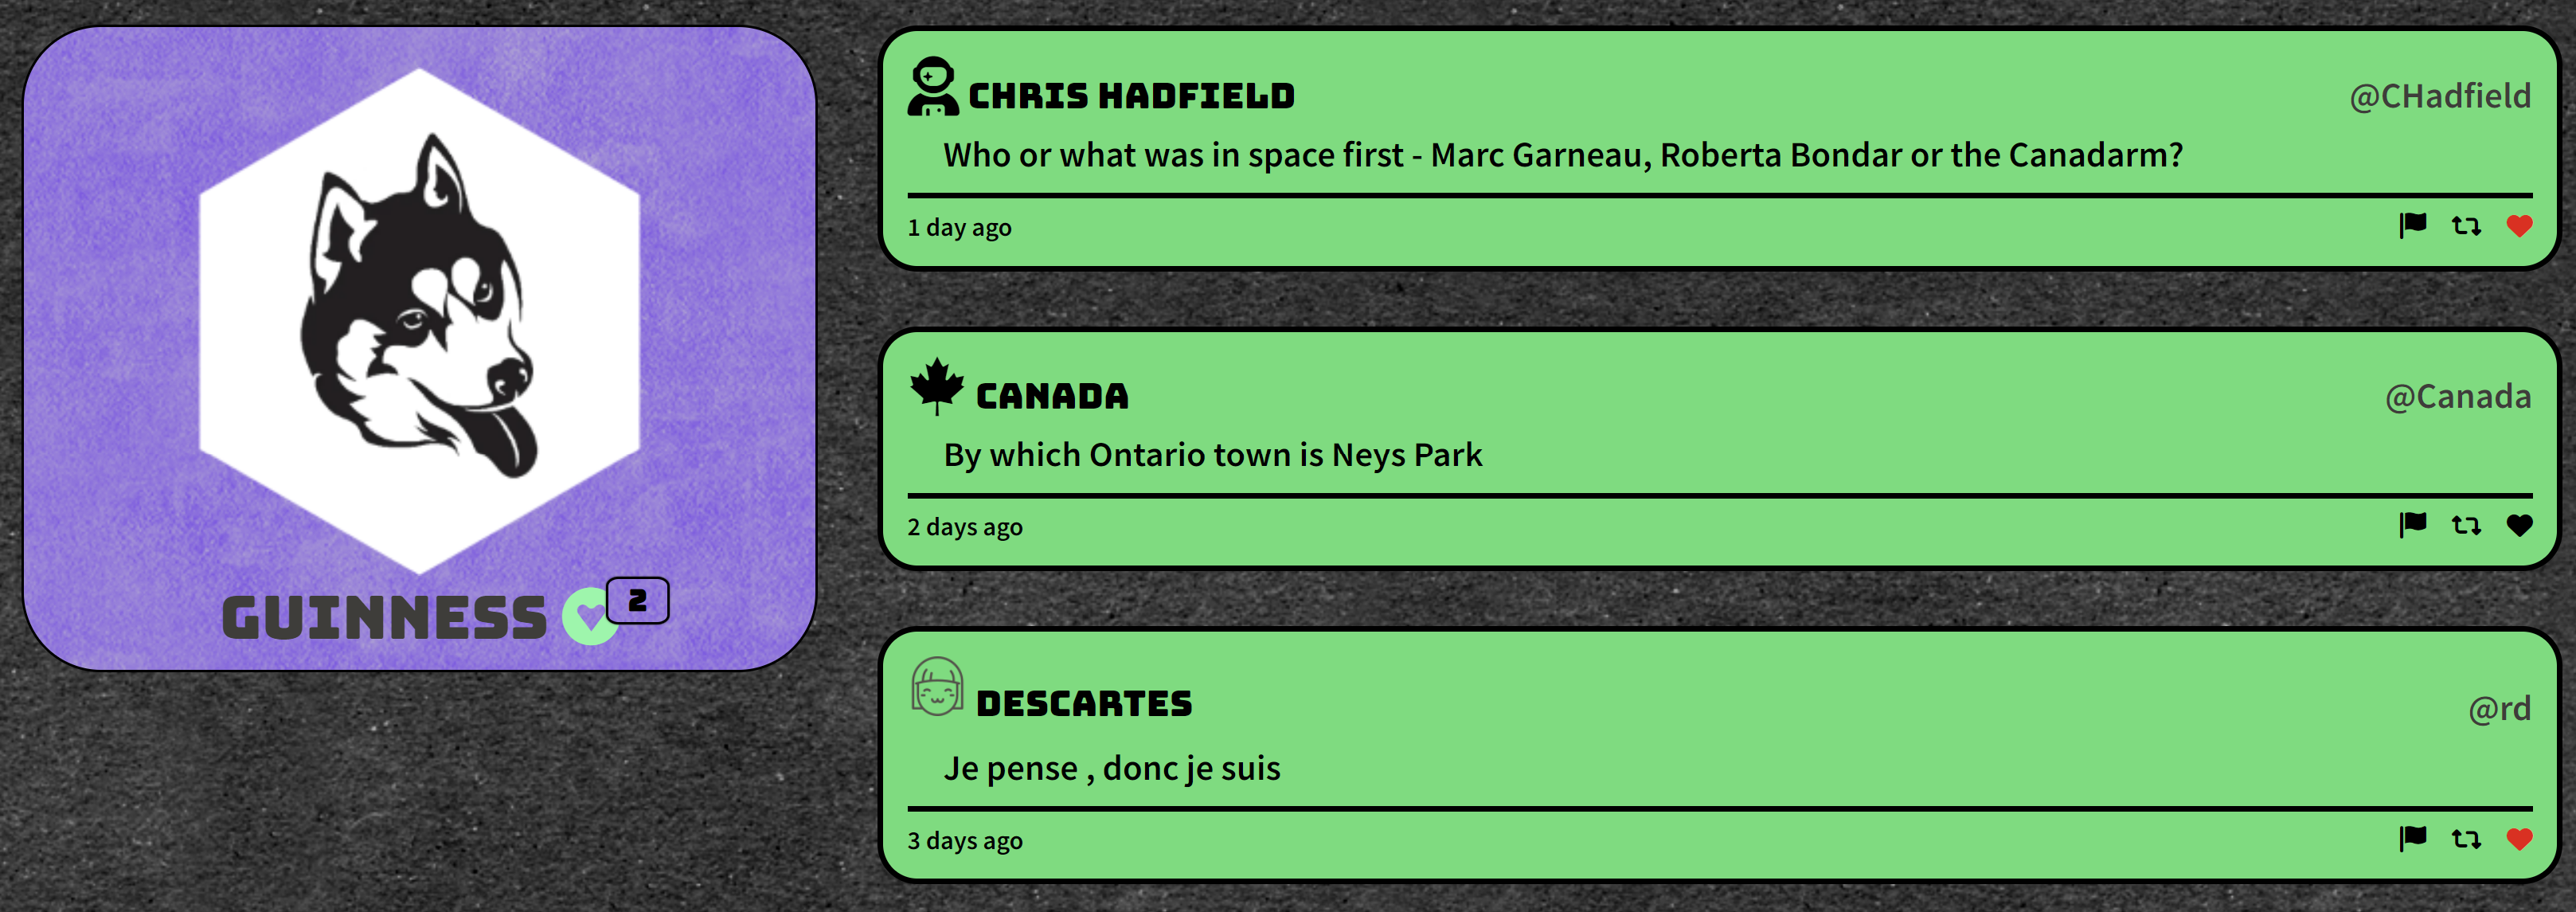 GUINNESS 2
CHRIS HADFIELD @CHadfield
Who or what was in space first - Marc Garneau, Roberta Bondar or the Canadarm?
1 day ago
CANADA @Canada
By which Ontario town is Neys Park
2 days ago
DESCARTES @rd
Je pense , donc je suis
3 days ago